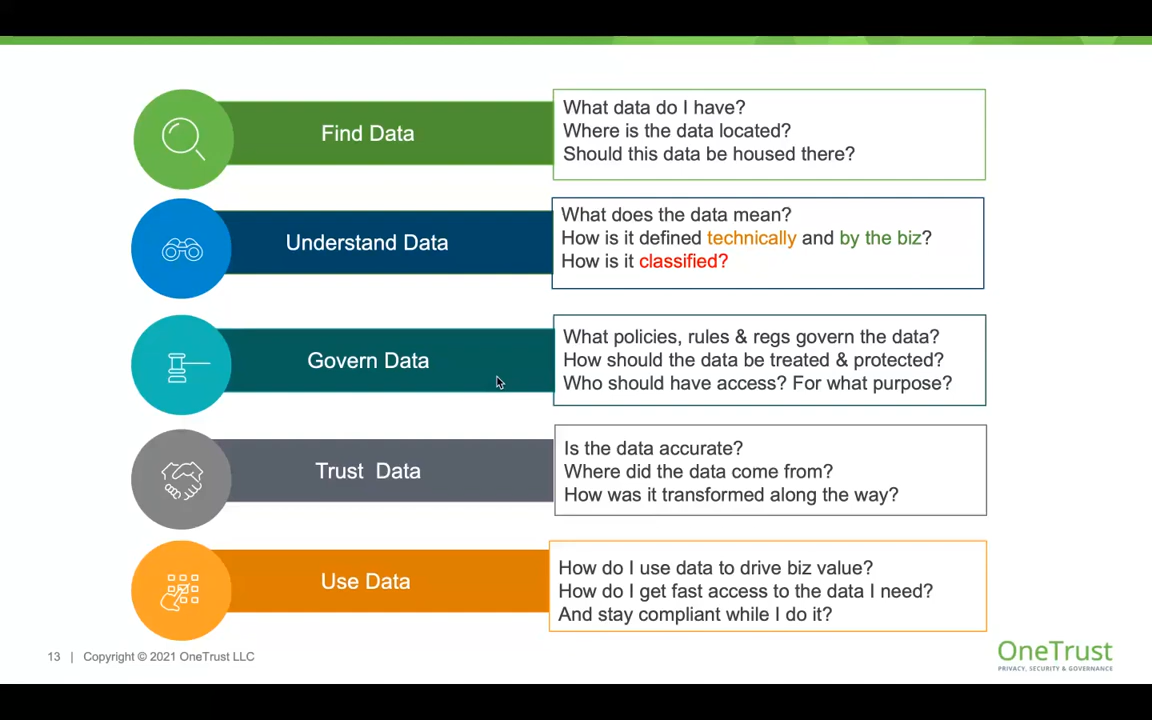 Find Data
What data do I have?
Where is the data located?
Should this data be housed there?
Understand Data
What does the data mean?
How is it defined technically and by the biz?
How is it classified?
Govern Data
What policies, rules & regs govern the data?
How should the data be treated & protected?
Who should have access? For what purpose?
Trust Data
Is the data accurate?
Where did the data come from?
How was it transformed along the way?
Use Data
How do I use data to drive biz value?
How do I get fast access to the data I need?
And stay compliant while I do it?
13 | Copyright © 2021 OneTrust LLC
OneTrust
PRIVACY, SECURITY & GOVERNANCE